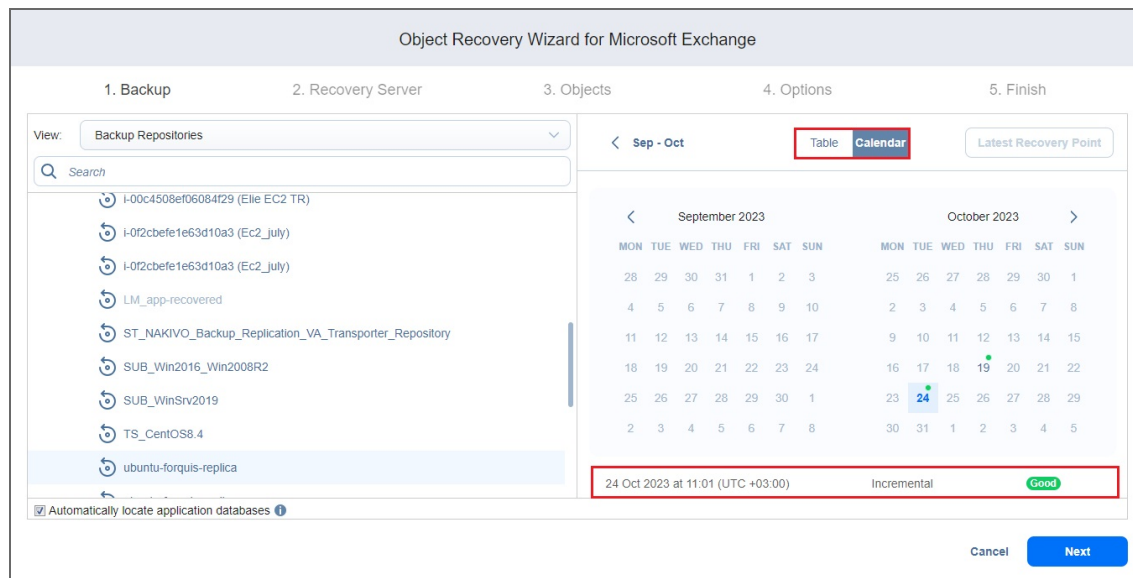 Object Recovery Wizard for Microsoft Exchange
1. Backup 2. Recovery Server 3. Objects 4. Options 5. Finish
View: Backup Repositories
Search
i-00c4508ef06084f29 (Elie EC2 TR)
i-0f2cbefe1e63d10a3 (Ec2_july)
i-0f2cbefe1e63d10a3 (Ec2_july)
LM_app-recovered
ST_NAKIVO_Backup_Replication_VA_Transporter_Repository
SUB_Win2016_Win2008R2
SUB_WinSrv2019
TS_CentOS8.4
ubuntu-forquis-replica
Automatically locate application databases
Sep - Oct Table Calendar Latest Recovery Point
September 2023
MON TUE WED THU FRI SAT SUN
28 29 30 31 1 2 3
4 5 6 7 8 9 10
11 12 13 14 15 16 17
18 19 20 21 22 23 24
25 26 27 28 29 30 1
2 3 4 5 6 7 8
October 2023
MON TUE WED THU FRI SAT SUN
25 26 27 28 29 30 1
2 3 4 5 6 7 8
9 10 11 12 13 14 15
16 17 18 19 20 21 22
23 24 25 26 27 28 29
30 31 1 2 3 4 5
24 Oct 2023 at 11:01 (UTC +03:00) Incremental Good
Cancel Next